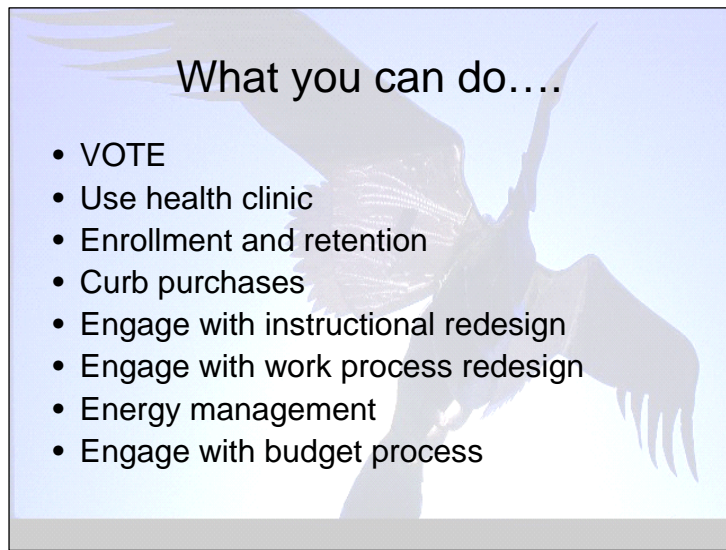 What you can do….
• VOTE
• Use health clinic
• Enrollment and retention
• Curb purchases
• Engage with instructional redesign
• Engage with work process redesign
• Energy management
• Engage with budget process